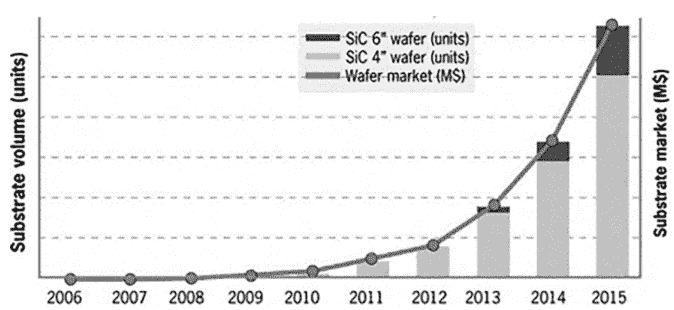 SiC 6" wafer (units)
SiC 4" wafer (units)
Wafer market (M$)
Substrate volume (units)
Substrate market (M$)
2006 2007 2008 2009 2010 2011 2012 2013 2014 2015